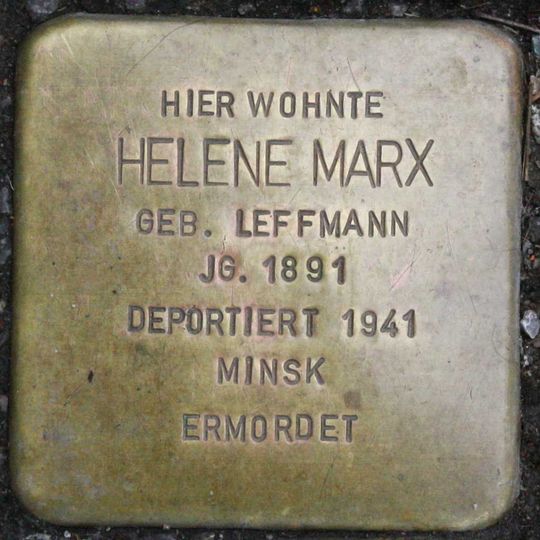 HIER WOHNTE
HELENE MARX
GEB. LEFFMANN
JG. 1891
DEPORTIERT 1941
MINSK
ERMORDET